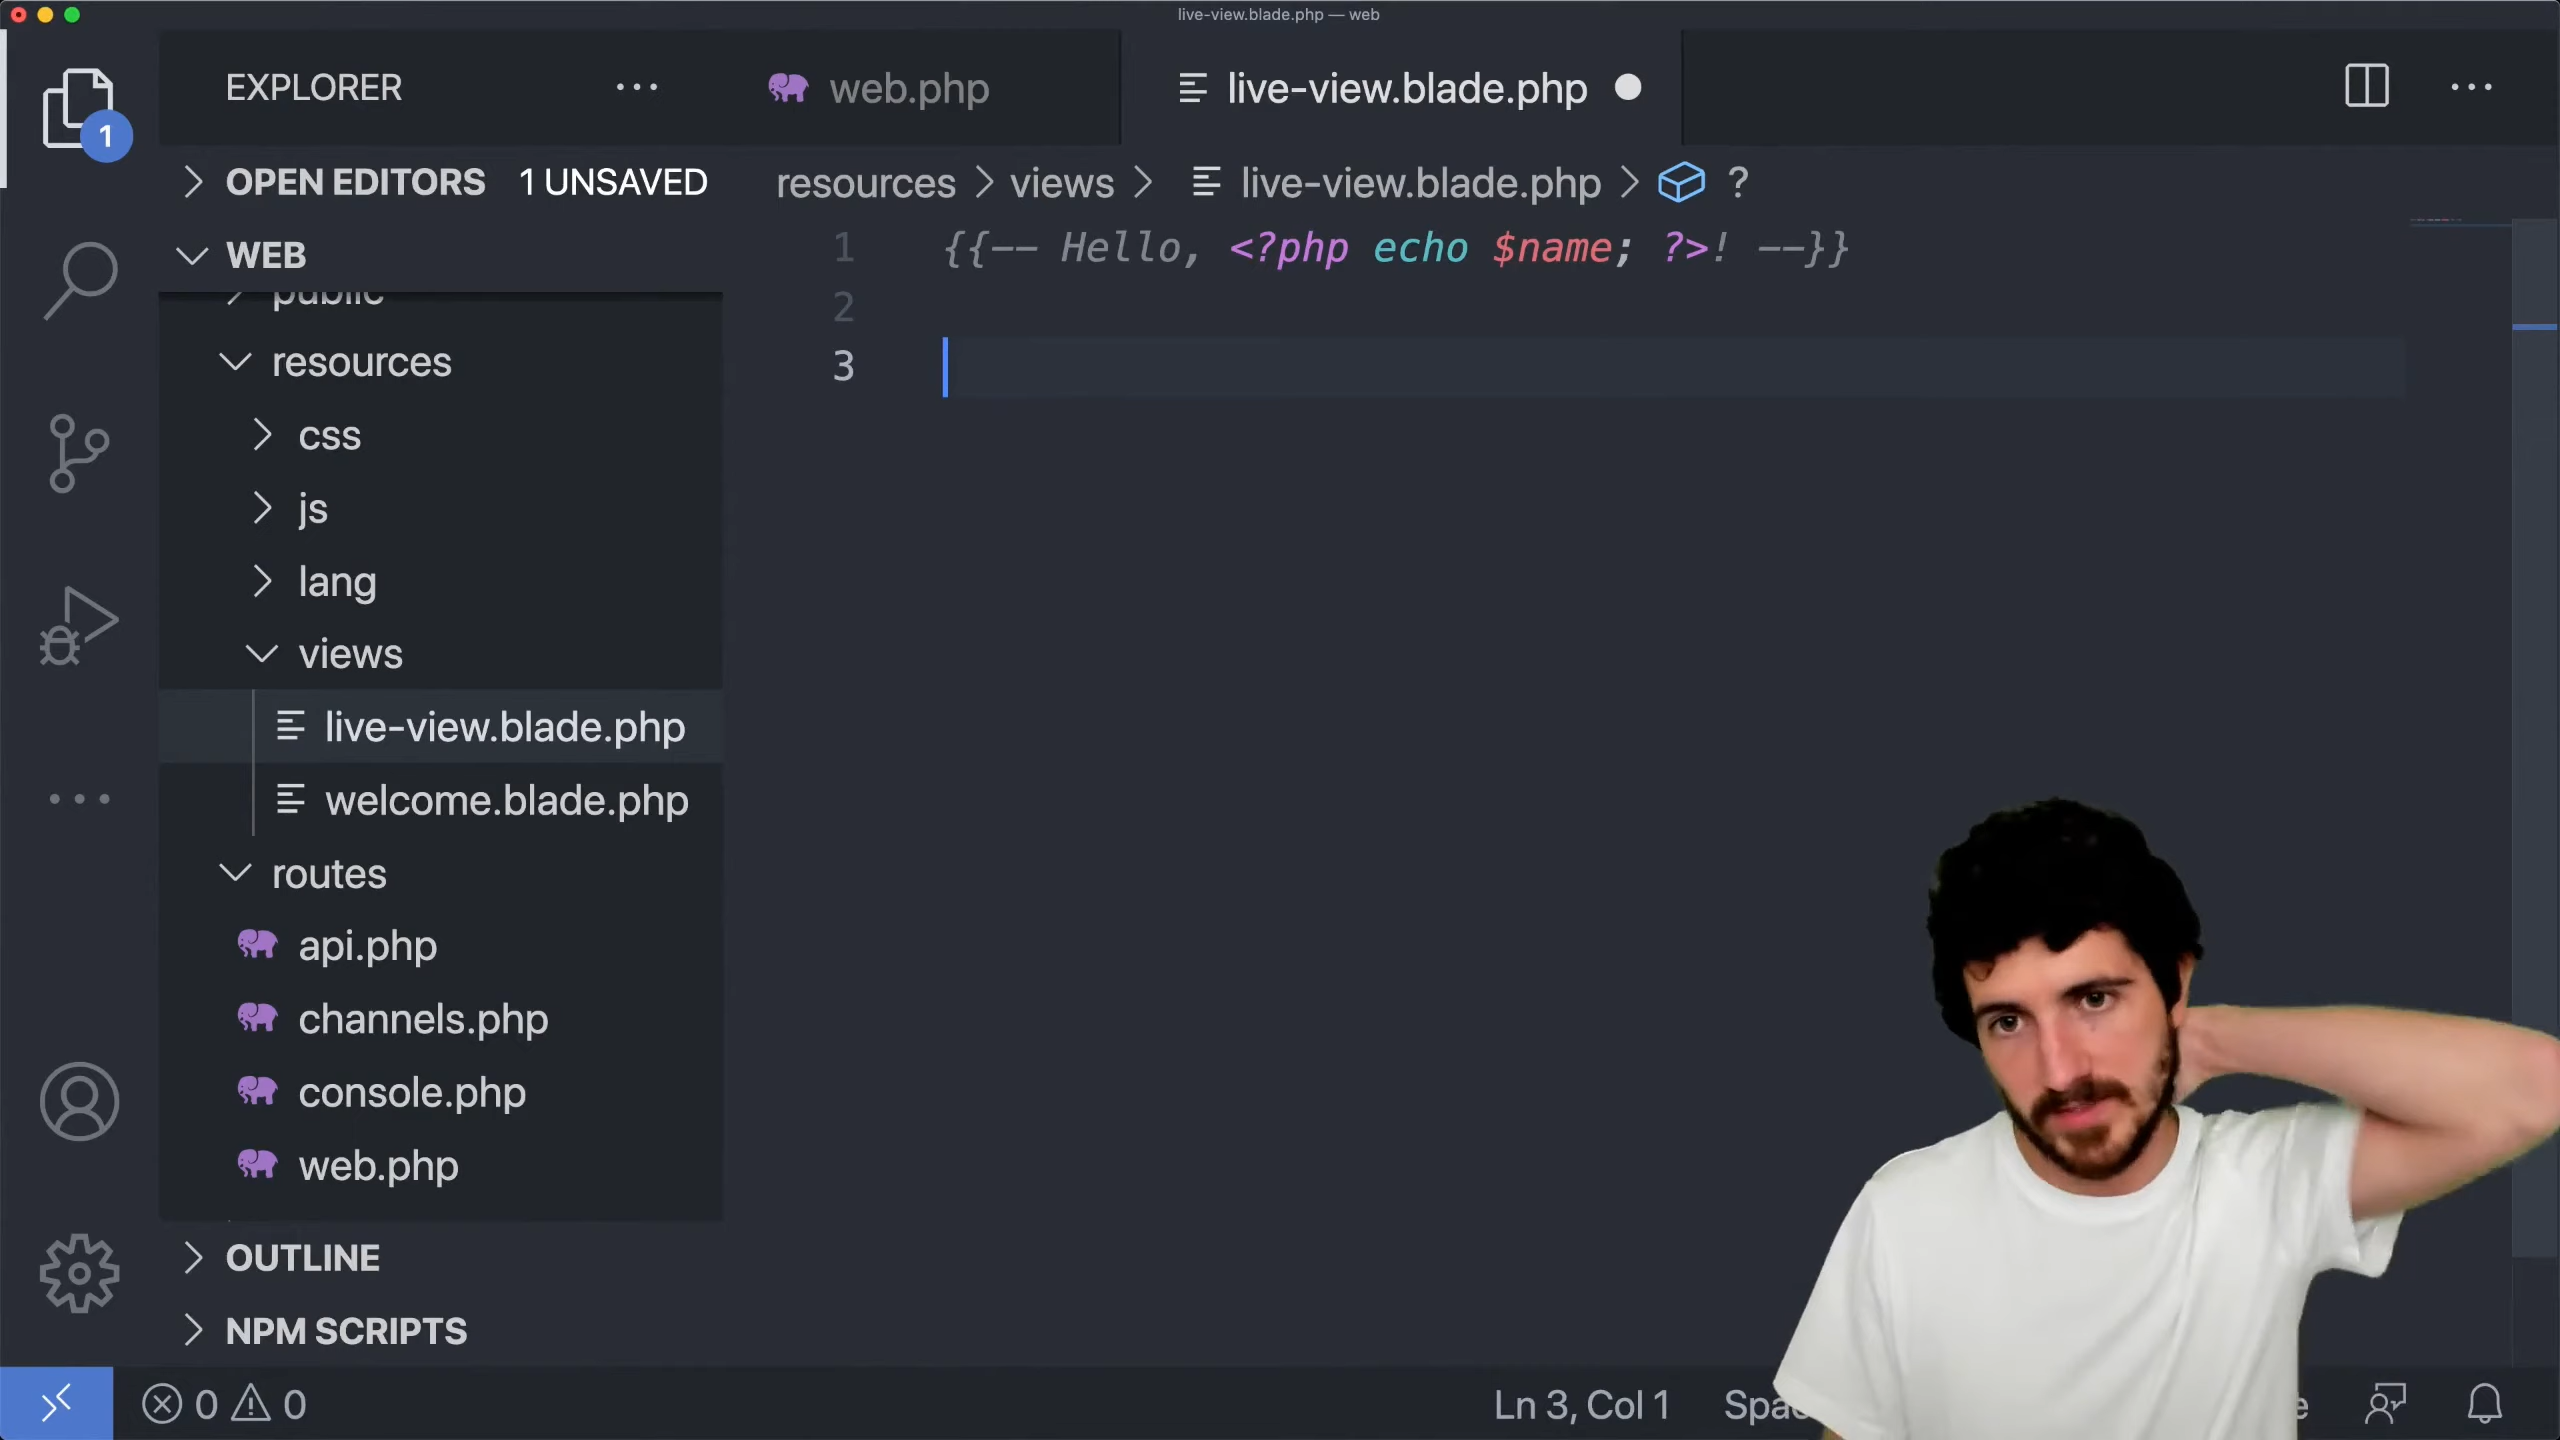 live-view.blade.php — web
EXPLORER
web.php
live-view.blade.php
OPEN EDITORS 1 UNSAVED
resources > views > live-view.blade.php > ?
1
WEB
public
resources
css
js
lang
views
live-view.blade.php
welcome.blade.php
routes
api.php
channels.php
console.php
web.php
OUTLINE
NPM SCRIPTS
1 {{-- Hello, <?php echo $name; ?>! --}}
2
3
0 0
Ln 3, Col 1